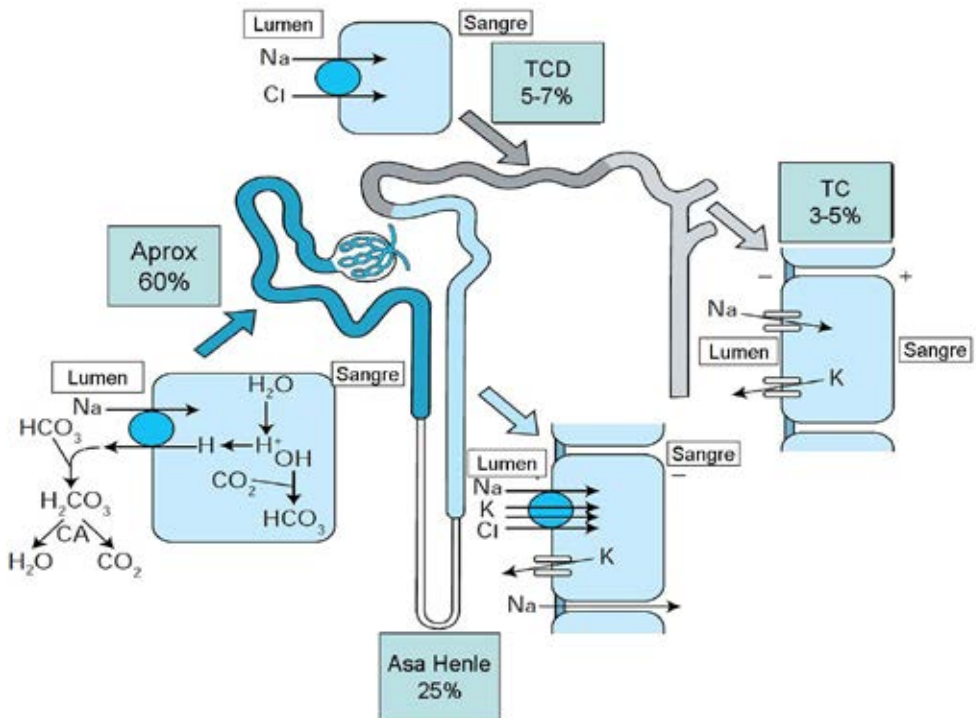 Lumen
Sangre
Na
Cl
TCD
5-7%
TC
3-5%
Aprox
60%
– +
Na
Lumen
Sangre
K
Lumen
Sangre
Na
HCO3
H
H2O
H+
OH
CO2
HCO3
H2CO3
CA
H2O
CO2
Lumen
Sangre
–
Na
K
Cl
K
Na
Asa Henle
25%